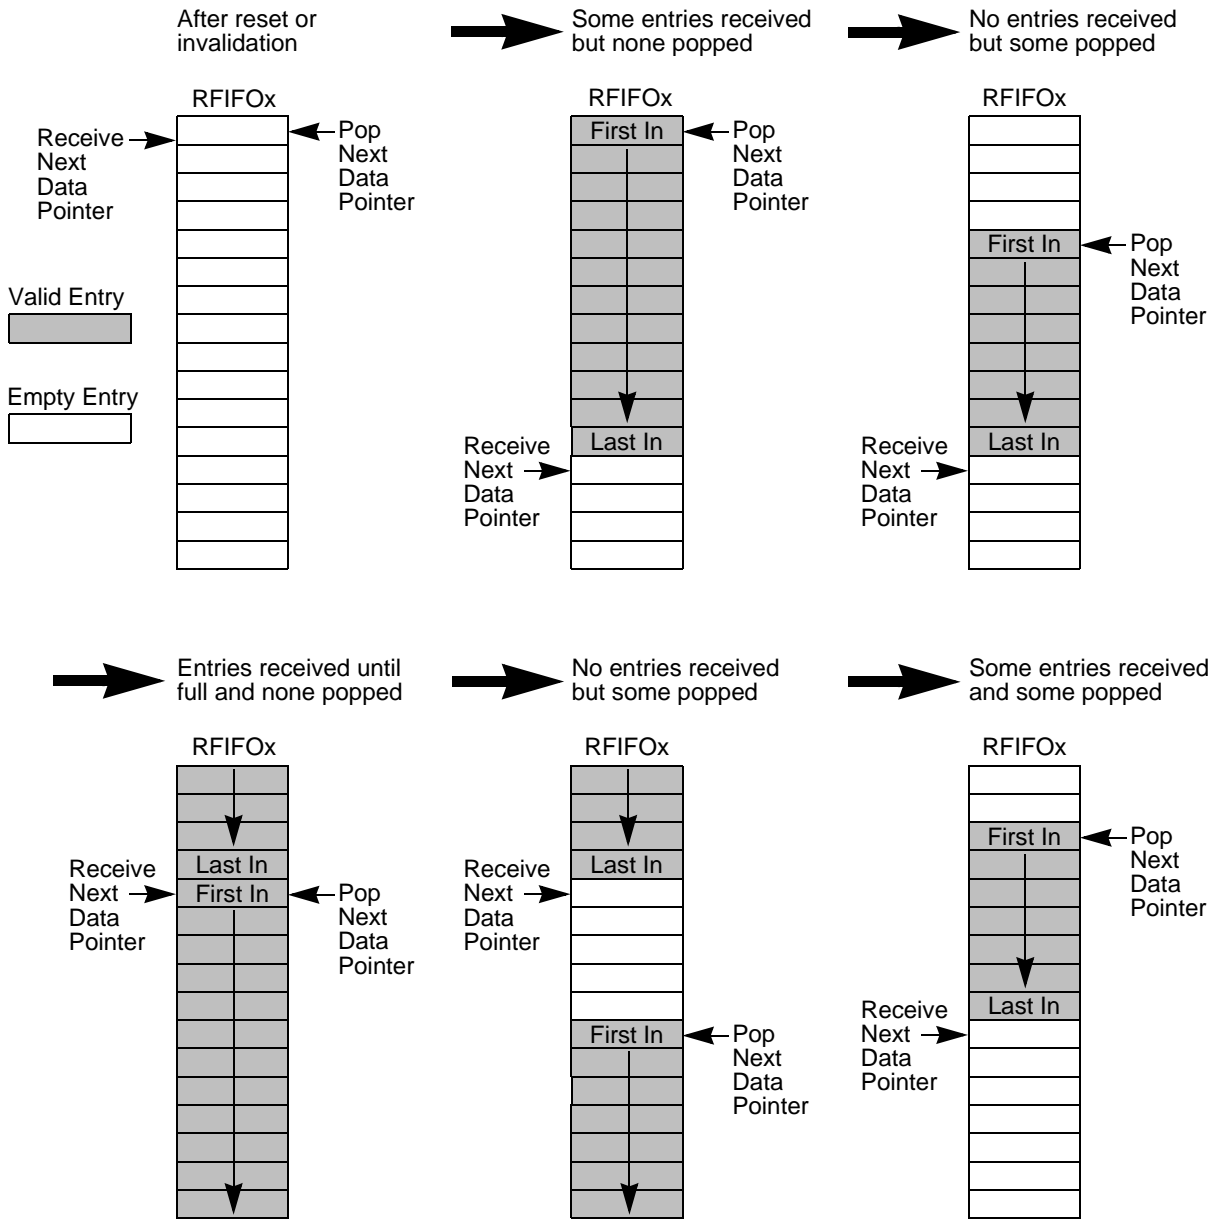 After reset or
invalidation
RFIFOx
Receive
Next
Data
Pointer
Pop
Next
Data
Pointer
Valid Entry
Empty Entry
Some entries received
but none popped
RFIFOx
First In
Last In
Pop
Next
Data
Pointer
Receive
Next
Data
Pointer
No entries received
but some popped
RFIFOx
First In
Last In
Pop
Next
Data
Pointer
Receive
Next
Data
Pointer
Entries received until
full and none popped
RFIFOx
Last In
First In
Receive
Next
Data
Pointer
Pop
Next
Data
Pointer
No entries received
but some popped
RFIFOx
Last In
First In
Receive
Next
Data
Pointer
Pop
Next
Data
Pointer
Some entries received
and some popped
RFIFOx
First In
Last In
Pop
Next
Data
Pointer
Receive
Next
Data
Pointer